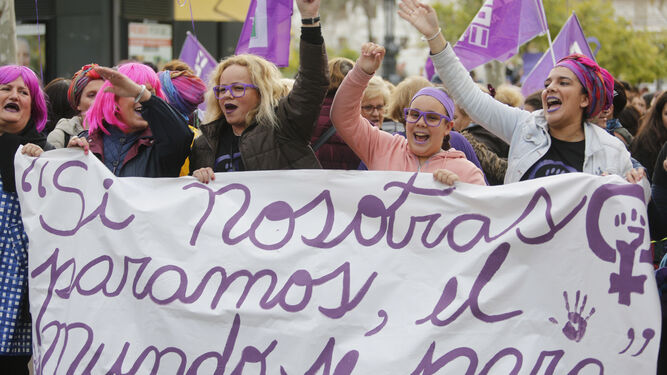 “Si nosotras
paramos, el
mundo se para”